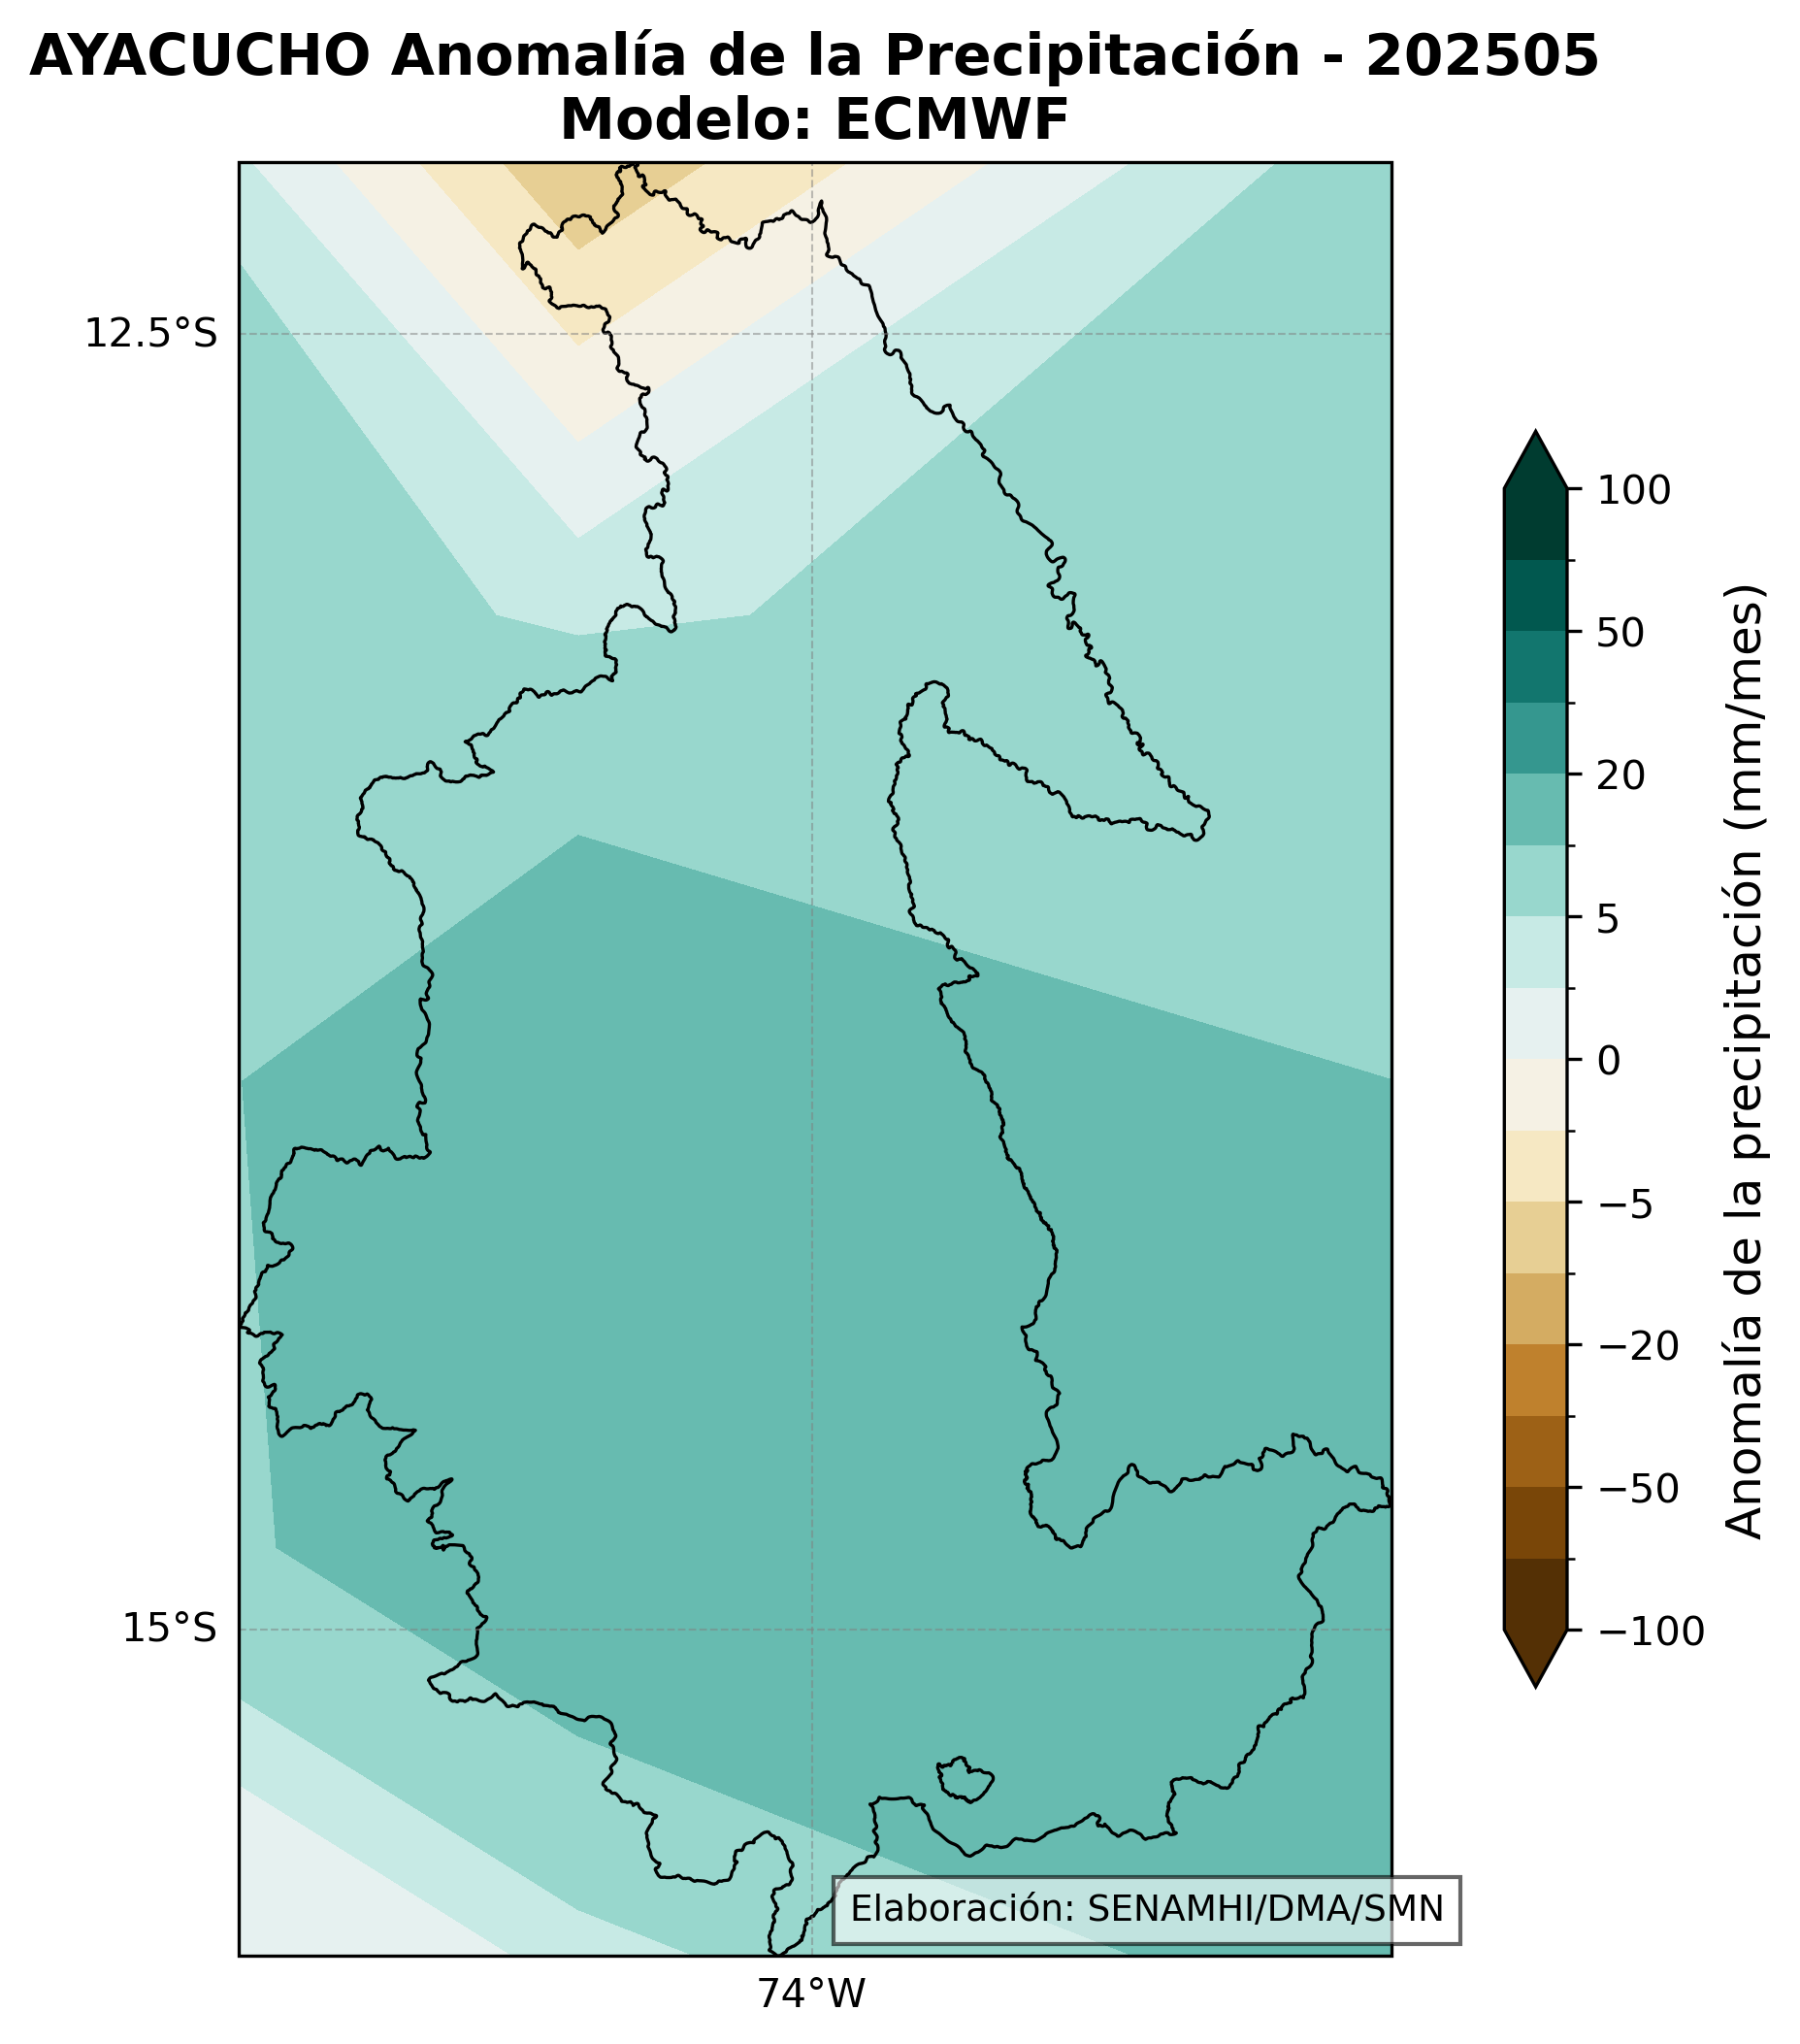 AYACUCHO Anomalía de la Precipitación - 202505
Modelo: ECMWF
12.5°S
15°S
74°W
100
50
20
5
0
−5
−20
−50
−100
Anomalía de la precipitación (mm/mes)
Elaboración: SENAMHI/DMA/SMN